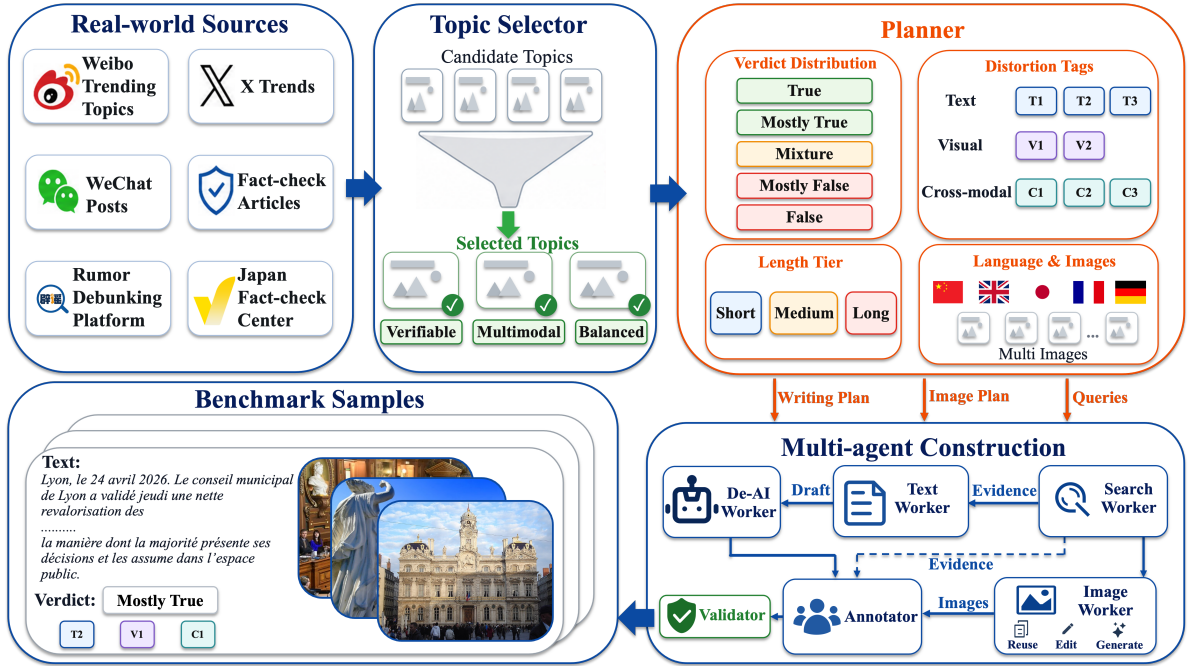 Real-world Sources
Weibo
Trending
Topics
X Trends
WeChat
Posts
Fact-check
Articles
辟谣
Rumor
Debunking
Platform
Japan
Fact-check
Center
Topic Selector
Candidate Topics
Selected Topics
Verifiable
Multimodal
Balanced
Planner
Verdict Distribution
True
Mostly True
Mixture
Mostly False
False
Distortion Tags
Text
T1
T2
T3
Visual
V1
V2
Cross-modal
C1
C2
C3
Length Tier
Short
Medium
Long
Language & Images
...
Multi Images
Writing Plan
Image Plan
Queries
Benchmark Samples
Text:
Lyon, le 24 avril 2026. Le conseil municipal
de Lyon a validé jeudi une nette
revalorisation des
..........
la manière dont la majorité présente ses
décisions et les assume dans l'espace
public.
Verdict:
Mostly True
T2
V1
C1
Multi-agent Construction
De-AI
Worker
Draft
Text
Worker
Evidence
Search
Worker
Evidence
Validator
Annotator
Images
Image
Worker
Reuse
Edit
Generate